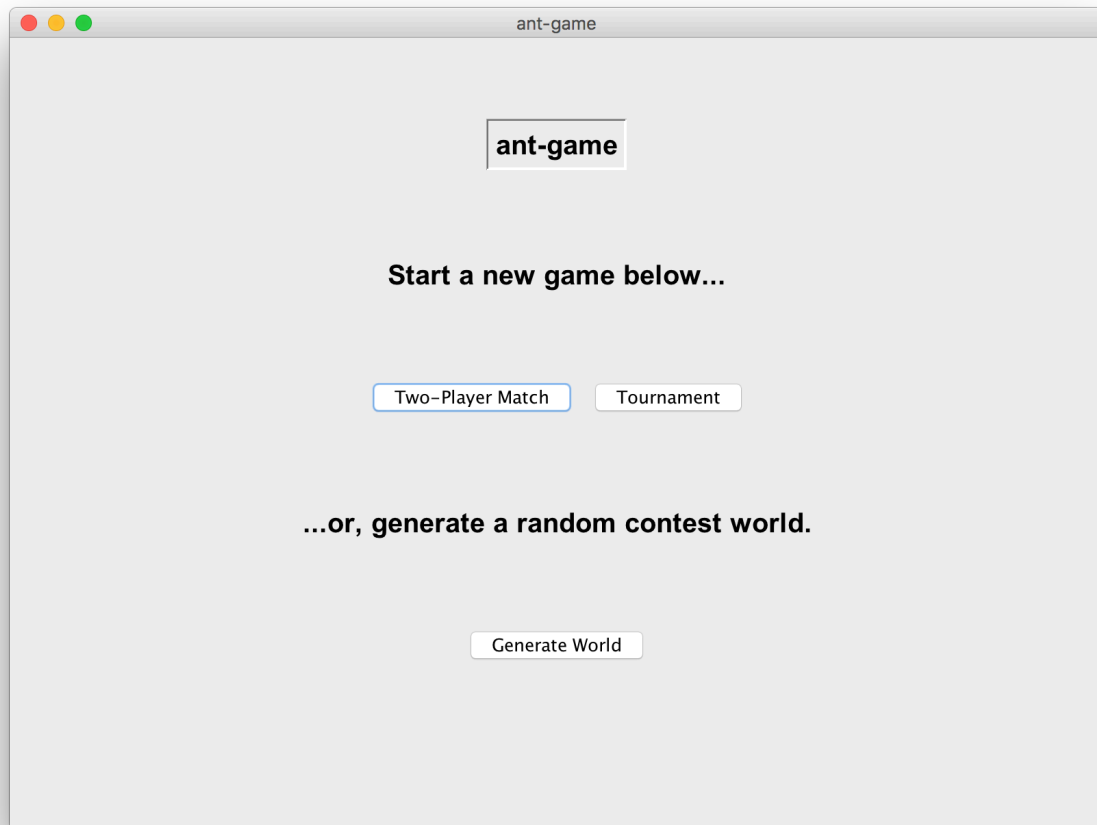 ant-game
ant-game
Start a new game below...
Two-Player Match Tournament
...or, generate a random contest world.
Generate World